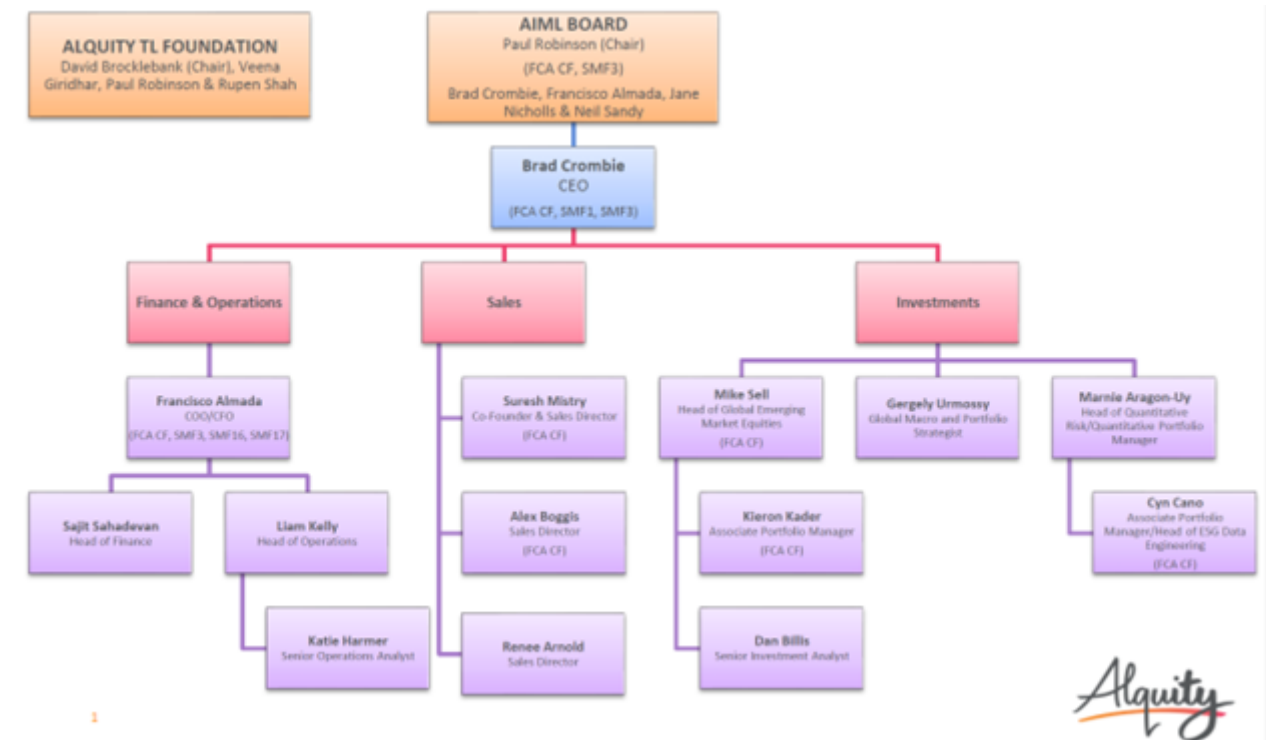 ALQUITY TL FOUNDATION
David Brocklebank (Chair), Veena
Giridhar, Paul Robinson & Rupen Shah
AIML BOARD
Paul Robinson (Chair)
(FCA CF, SMF3)
Brad Crombie, Francisco Almada, Jane
Nicholls & Neil Sandy
Brad Crombie
CEO
(FCA CF, SMF1, SMF3)
Finance & Operations
Sales
Investments
Francisco Almada
COO/CFO
(FCA CF, SMF3, SMF16, SMF17)
Sajit Sahadevan
Head of Finance
Liam Kelly
Head of Operations
Katie Harmer
Senior Operations Analyst
Suresh Mistry
Co-Founder & Sales Director
(FCA CF)
Alex Boggis
Sales Director
(FCA CF)
Renee Arnold
Sales Director
Mike Sell
Head of Global Emerging
Market Equities
(FCA CF)
Kieron Kader
Associate Portfolio Manager
(FCA CF)
Dan Billis
Senior Investment Analyst
Gergely Urmossy
Global Macro and Portfolio
Strategist
Marnie Aragon-Uy
Head of Quantitative
Risk/Quantitative Portfolio
Manager
Cyn Cano
Associate Portfolio
Manager/Head of ESG Data
Engineering
(FCA CF)
1
Alquity